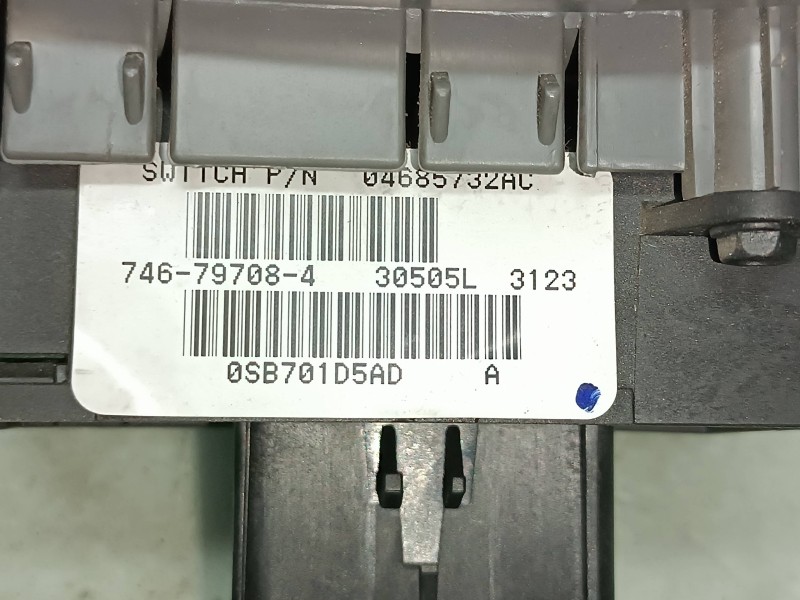 SWITCH P/N 04685732AC
746-79708-4 30505L 3123
0SB701D5AD A